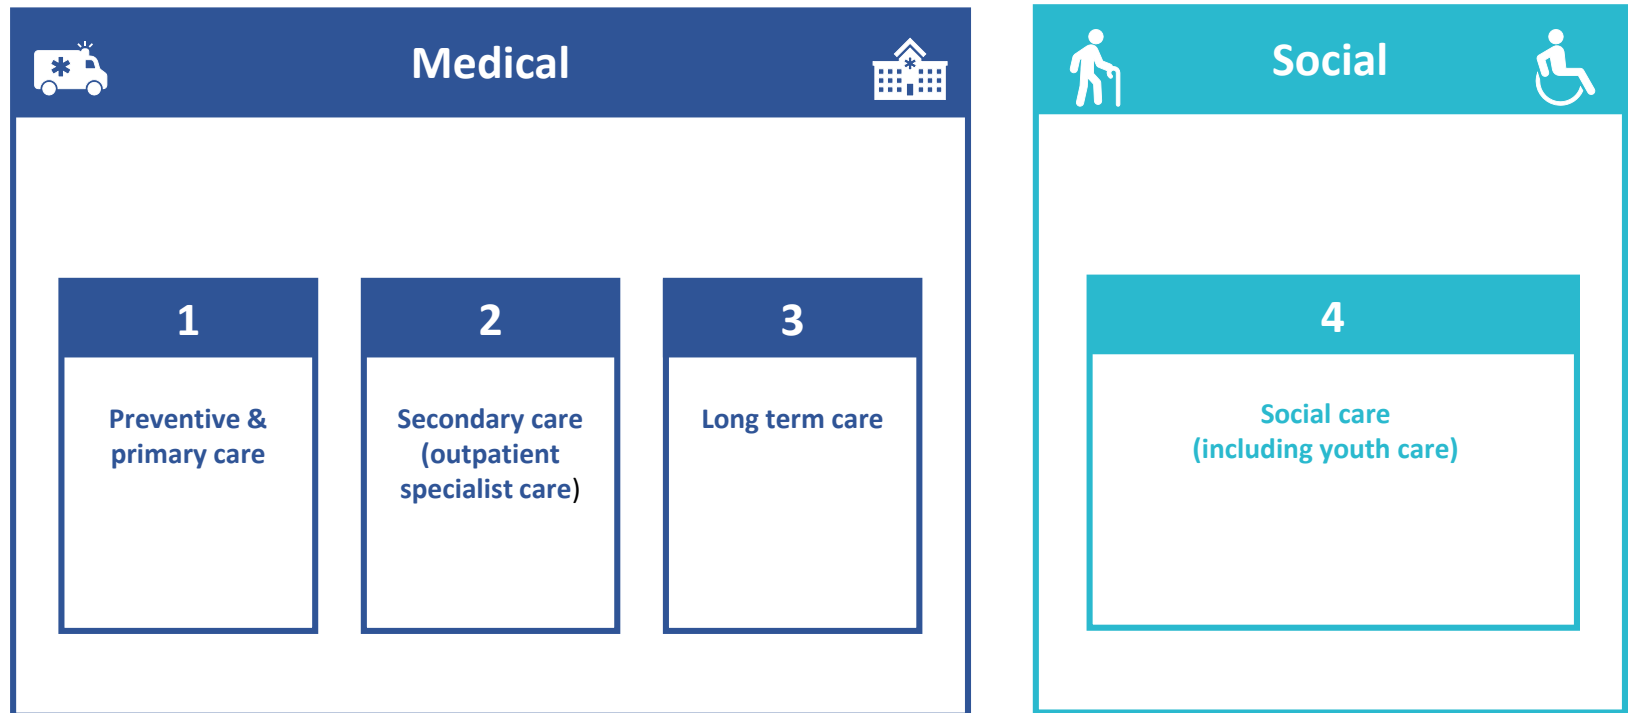 Medical
1
Preventive &
primary care
2
Secondary care
(outpatient
specialist care)
3
Long term care
Social
4
Social care
(including youth care)